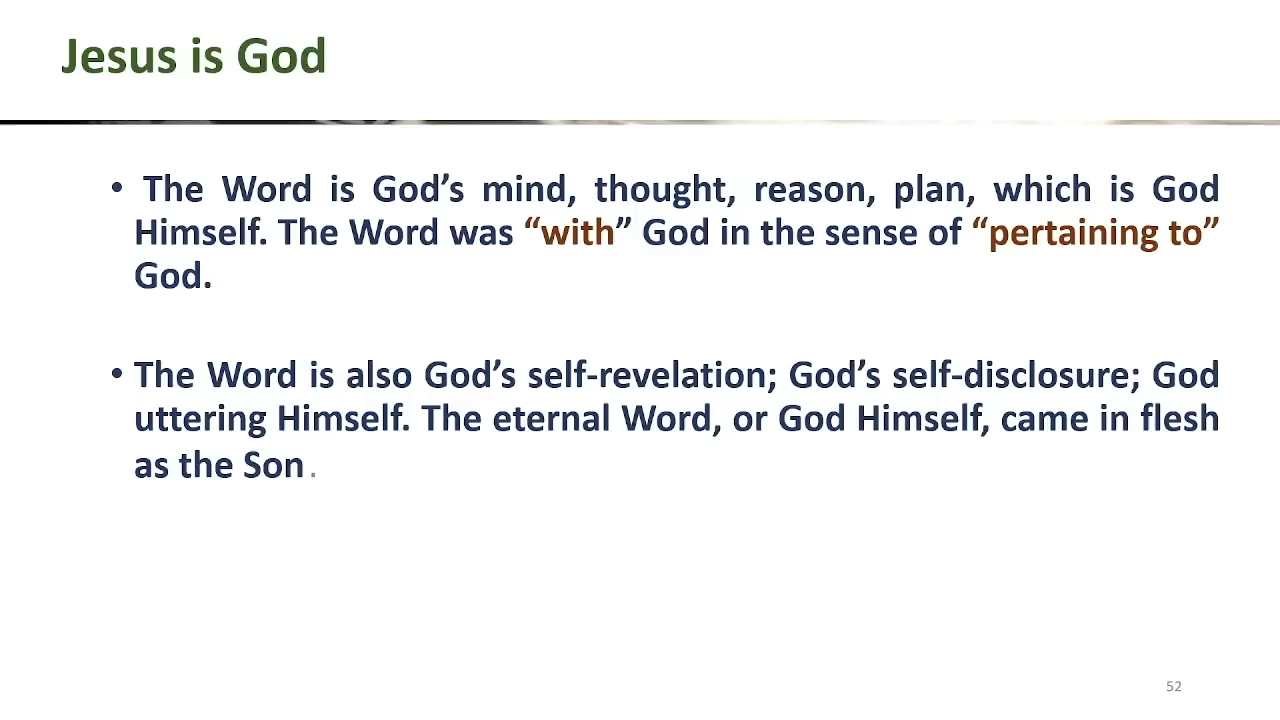 Jesus is God
• The Word is God’s mind, thought, reason, plan, which is God
Himself. The Word was “with” God in the sense of “pertaining to”
God.
• The Word is also God’s self-revelation; God’s self-disclosure; God
uttering Himself. The eternal Word, or God Himself, came in flesh
as the Son.
52